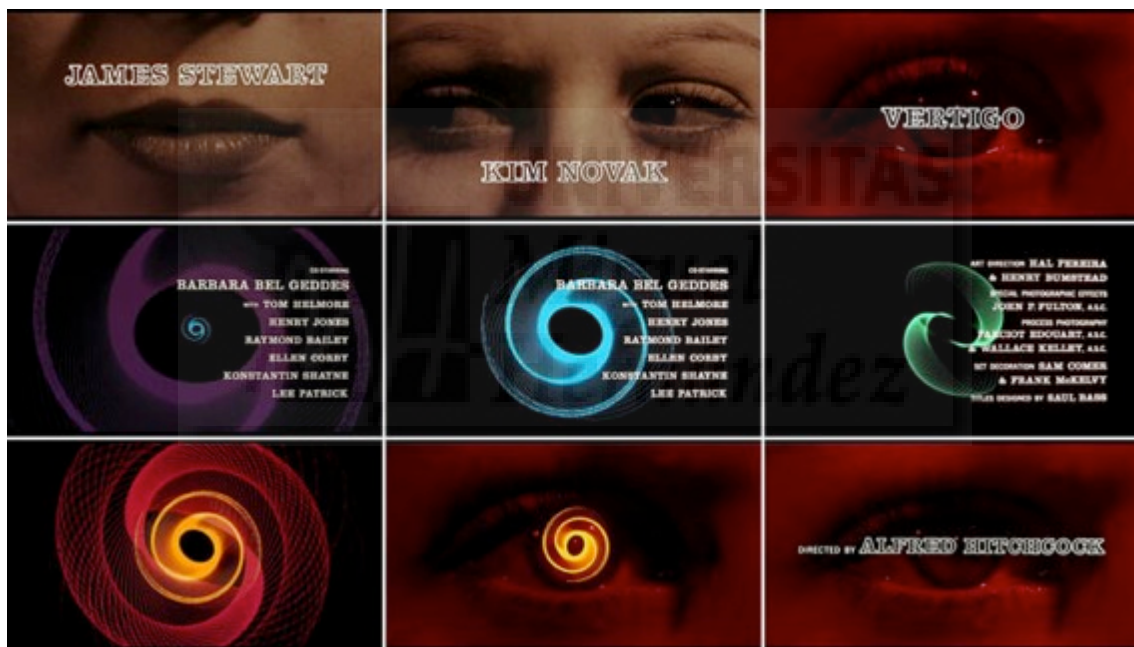 JAMES STEWART
KIM NOVAK
VERTIGO
CO-STARRING
BARBARA BEL GEDDES
WITH TOM HELMORE
HENRY JONES
RAYMOND BAILEY
ELLEN CORBY
KONSTANTIN SHAYNE
LEE PATRICK
CO-STARRING
BARBARA BEL GEDDES
WITH TOM HELMORE
HENRY JONES
RAYMOND BAILEY
ELLEN CORBY
KONSTANTIN SHAYNE
LEE PATRICK
ART DIRECTION HAL PEREIRA
& HENRY BUMSTEAD
SPECIAL PHOTOGRAPHIC EFFECTS
JOHN P. FULTON, A.S.C.
PROCESS PHOTOGRAPHY
FARCIOT EDOUART, A.S.C.
& WALLACE KELLEY, A.S.C.
SET DECORATION SAM COMER
& FRANK McKELVY
TITLES DESIGNED BY SAUL BASS
DIRECTED BY ALFRED HITCHCOCK
UNIVERSITAS
Miguel
Hernández